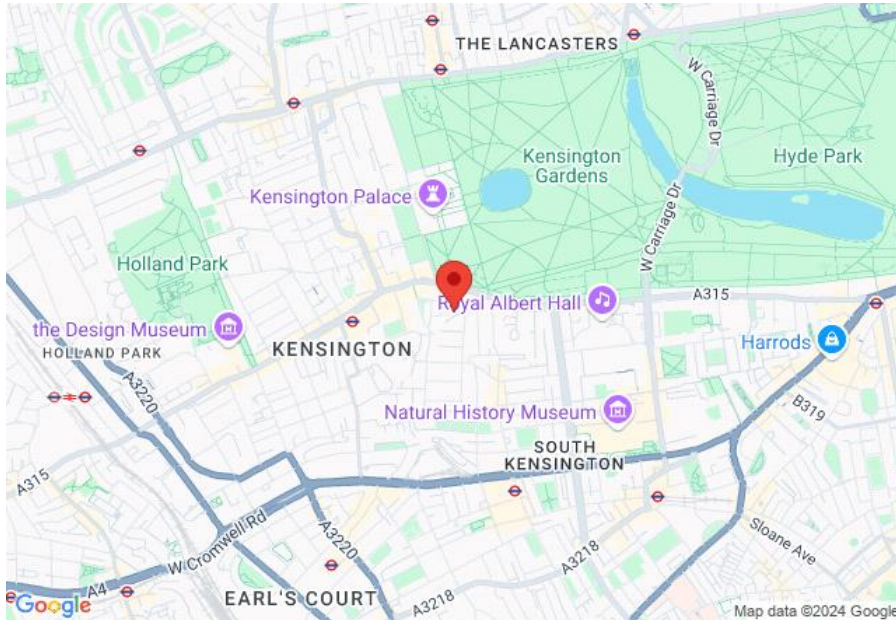 THE LANCASTERS
W Carriage Dr
Kensington
Gardens
Hyde Park
Kensington Palace
Holland Park
W Carriage Dr
Royal Albert Hall
A315
the Design Museum
HOLLAND PARK
KENSINGTON
Harrods
A3220
Natural History Museum
B319
SOUTH
KENSINGTON
A315
W Cromwell Rd
A3220
Sloane Ave
A3218
A4
EARL'S COURT
A3218
Google
Map data ©2024 Google